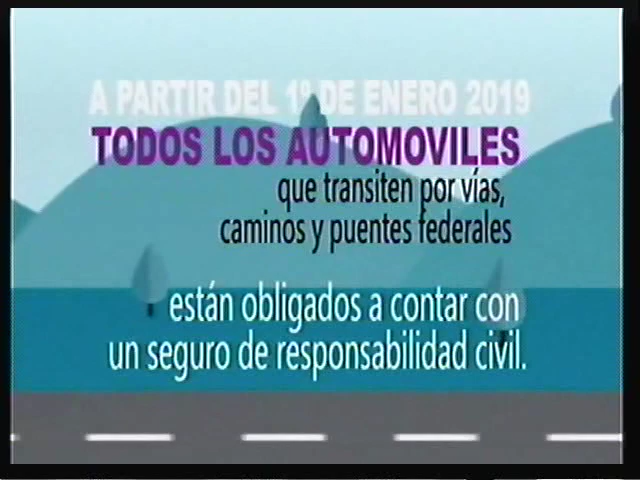 A PARTIR DEL 1º DE ENERO 2019
TODOS LOS AUTOMOVILES
que transiten por vías,
caminos y puentes federales
están obligados a contar con
un seguro de responsabilidad civil.